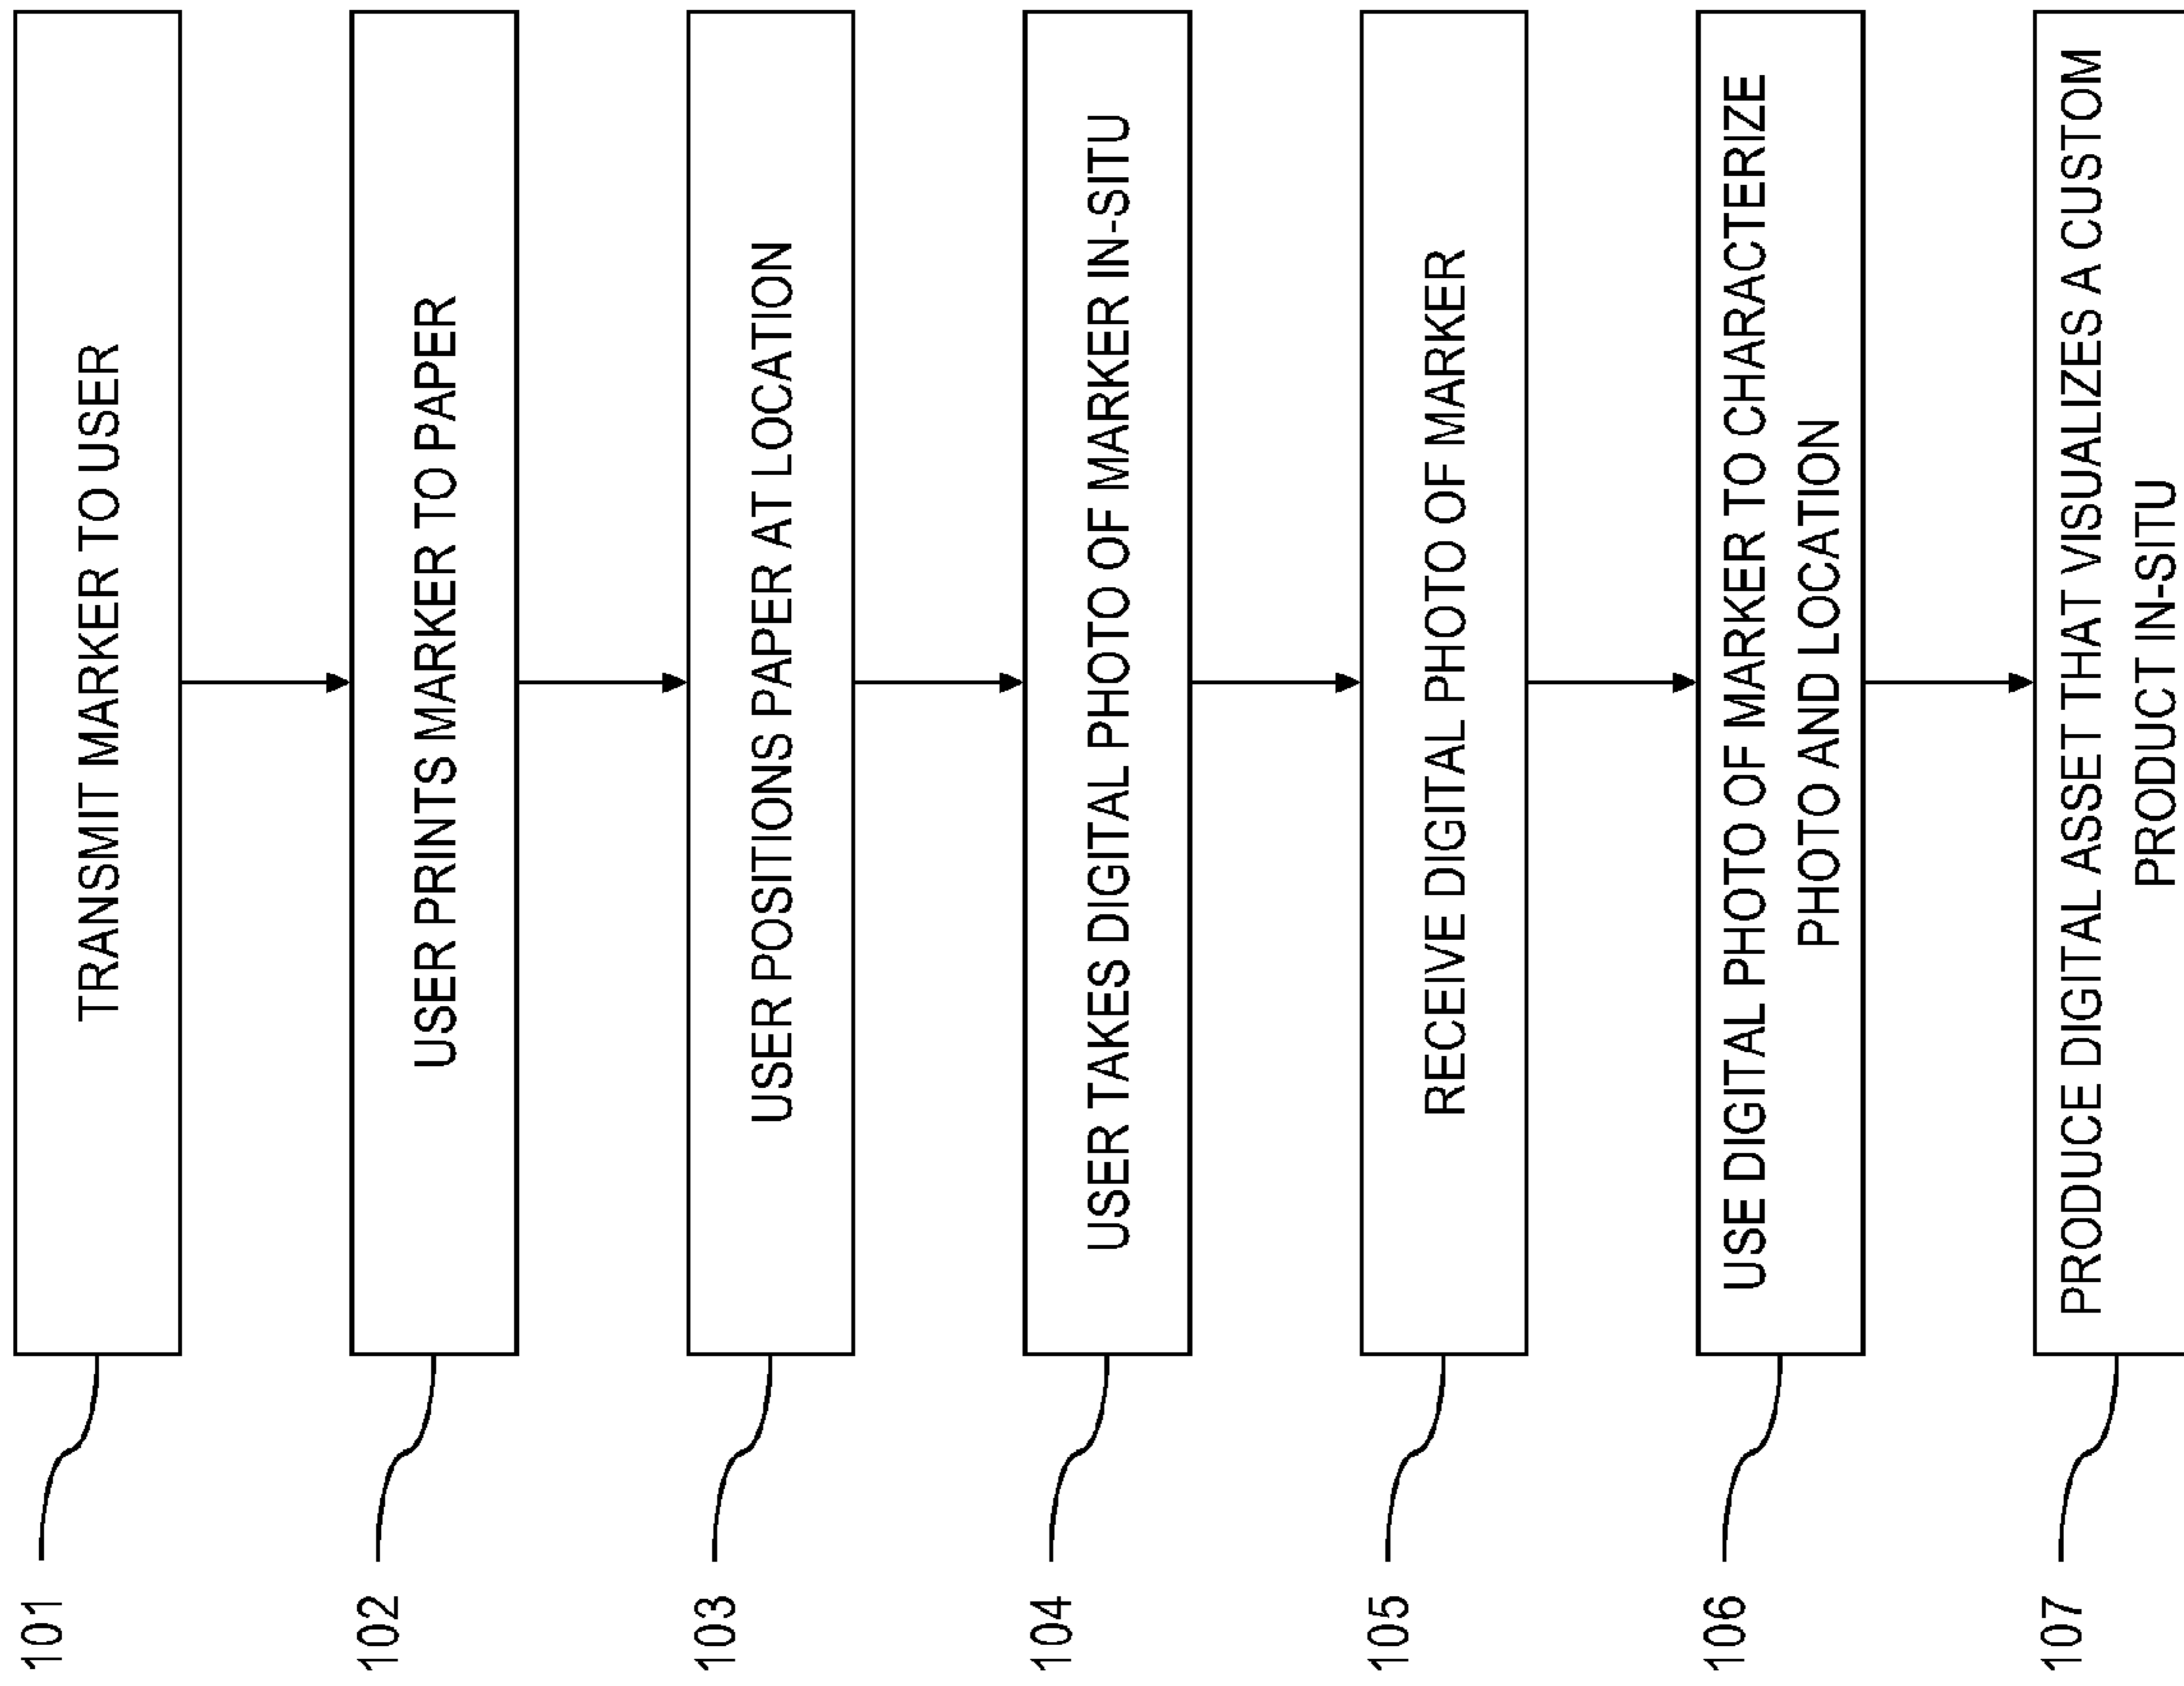 101
TRANSMIT MARKER TO USER
102
USER PRINTS MARKER TO PAPER
103
USER POSITIONS PAPER AT LOCATION
104
USER TAKES DIGITAL PHOTO OF MARKER IN-SITU
105
RECEIVE DIGITAL PHOTO OF MARKER
106
USE DIGITAL PHOTO OF MARKER TO CHARACTERIZE
PHOTO AND LOCATION
107
PRODUCE DIGITAL ASSET THAT VISUALIZES A CUSTOM
PRODUCT IN-SITU